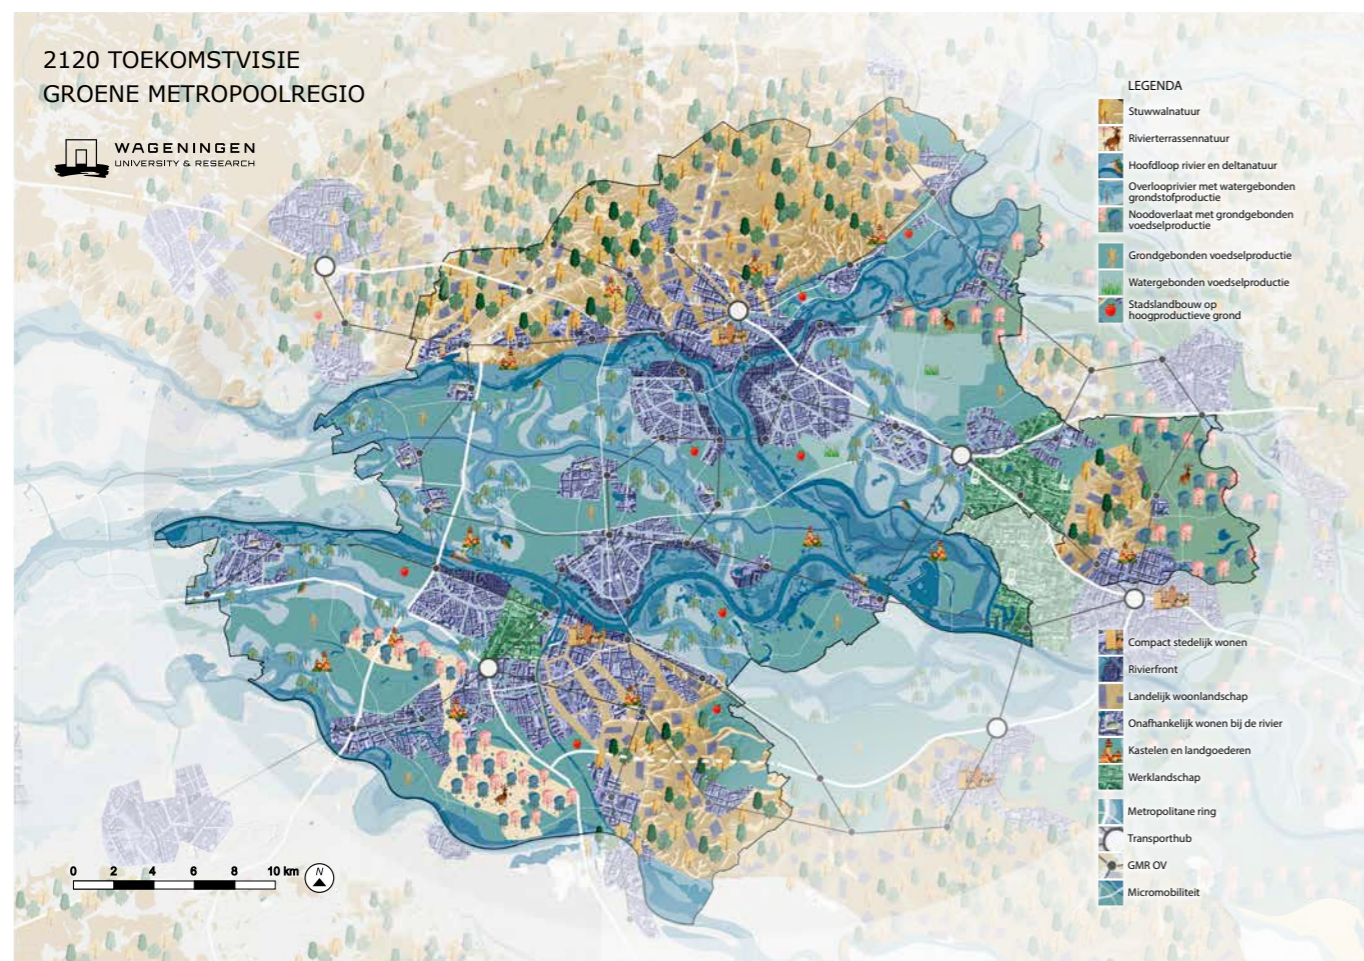 2120 TOEKOMSTVISIE
GROENE METROPOOLREGIO
WAGENINGEN
UNIVERSITY & RESEARCH
LEGENDA
Stuwwalnatuur
Rivierterrassennatuur
Hoofdloop rivier en deltanatuur
Overlooprivier met watergebonden
grondstofproductie
Noodoverlaat met grondgebonden
voedselproductie
Grondgebonden voedselproductie
Watergebonden voedselproductie
Stadslandbouw op
hoogproductieve grond
Compact stedelijk wonen
Rivierfront
Landelijk woonlandschap
Onafhankelijk wonen bij de rivier
Kastelen en landgoederen
Werklandschap
Metropolitane ring
Transporthub
GMR OV
Micromobiliteit
0 2 4 6 8 10 km
N